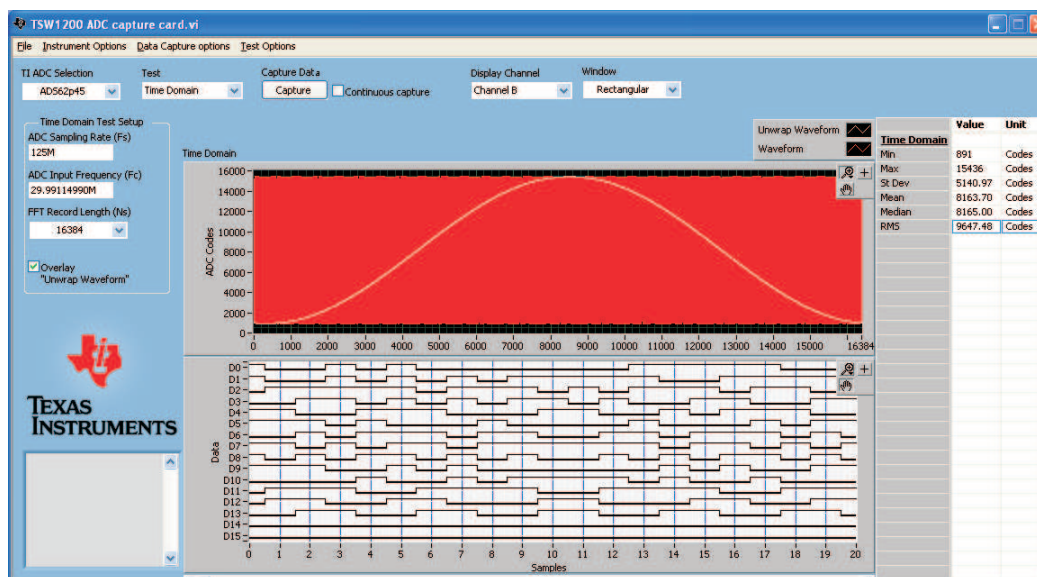 TSW1200 ADC capture card.vi
File Instrument Options Data Capture options Test Options
TI ADC Selection
ADS62p45
Test
Time Domain
Capture Data
Capture
Continuous capture
Display Channel
Channel B
Window
Rectangular
Time Domain Test Setup
ADC Sampling Rate (Fs)
125M
ADC Input Frequency (Fc)
29.99114990M
FFT Record Length (Ns)
16384
Overlay
"Unwrap Waveform"
TEXAS
INSTRUMENTS
Time Domain
Unwrap Waveform
Waveform
ADC Codes
16000
14000
12000
10000
8000
6000
4000
2000
0
0 1000 2000 3000 4000 5000 6000 7000 8000 9000 10000 11000 12000 13000 14000 15000 16384
Data
D0
D1
D2
D3
D4
D5
D6
D7
D8
D9
D10
D11
D12
D13
D14
D15
0 1 2 3 4 5 6 7 8 9 10 11 12 13 14 15 16 17 18 19 20
Samples
Value Unit
Time Domain
Min 891 Codes
Max 15436 Codes
St Dev 5140.97 Codes
Mean 8163.70 Codes
Median 8165.00 Codes
RMS 9647.48 Codes